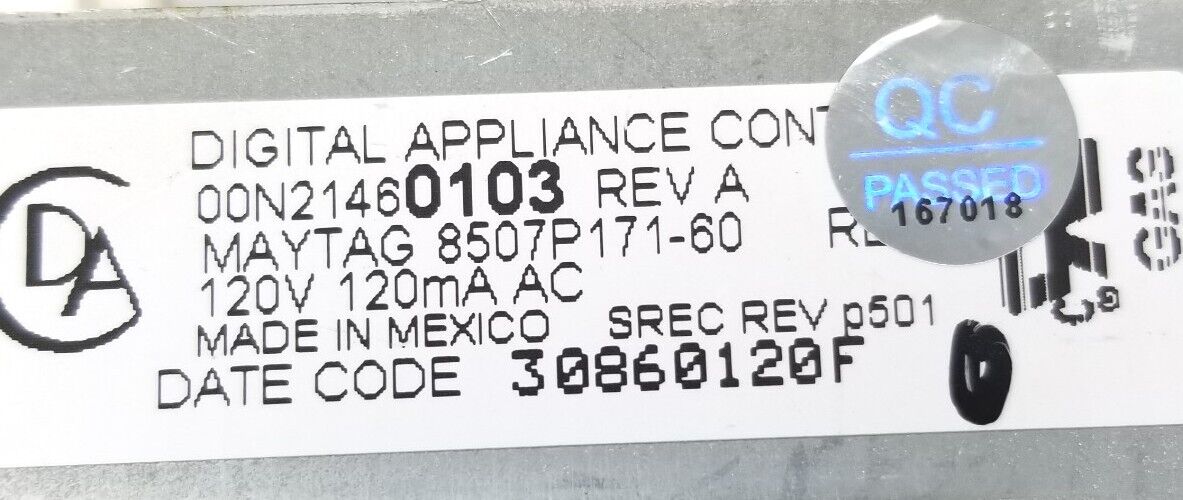 DIGITAL APPLIANCE CONT
00N21460103 REV A
MAYTAG 8507P171-60 RE
120V 120mA AC
MADE IN MEXICO SREC REV p501
DATE CODE 30860120F
DA
QC
PASSED
167018